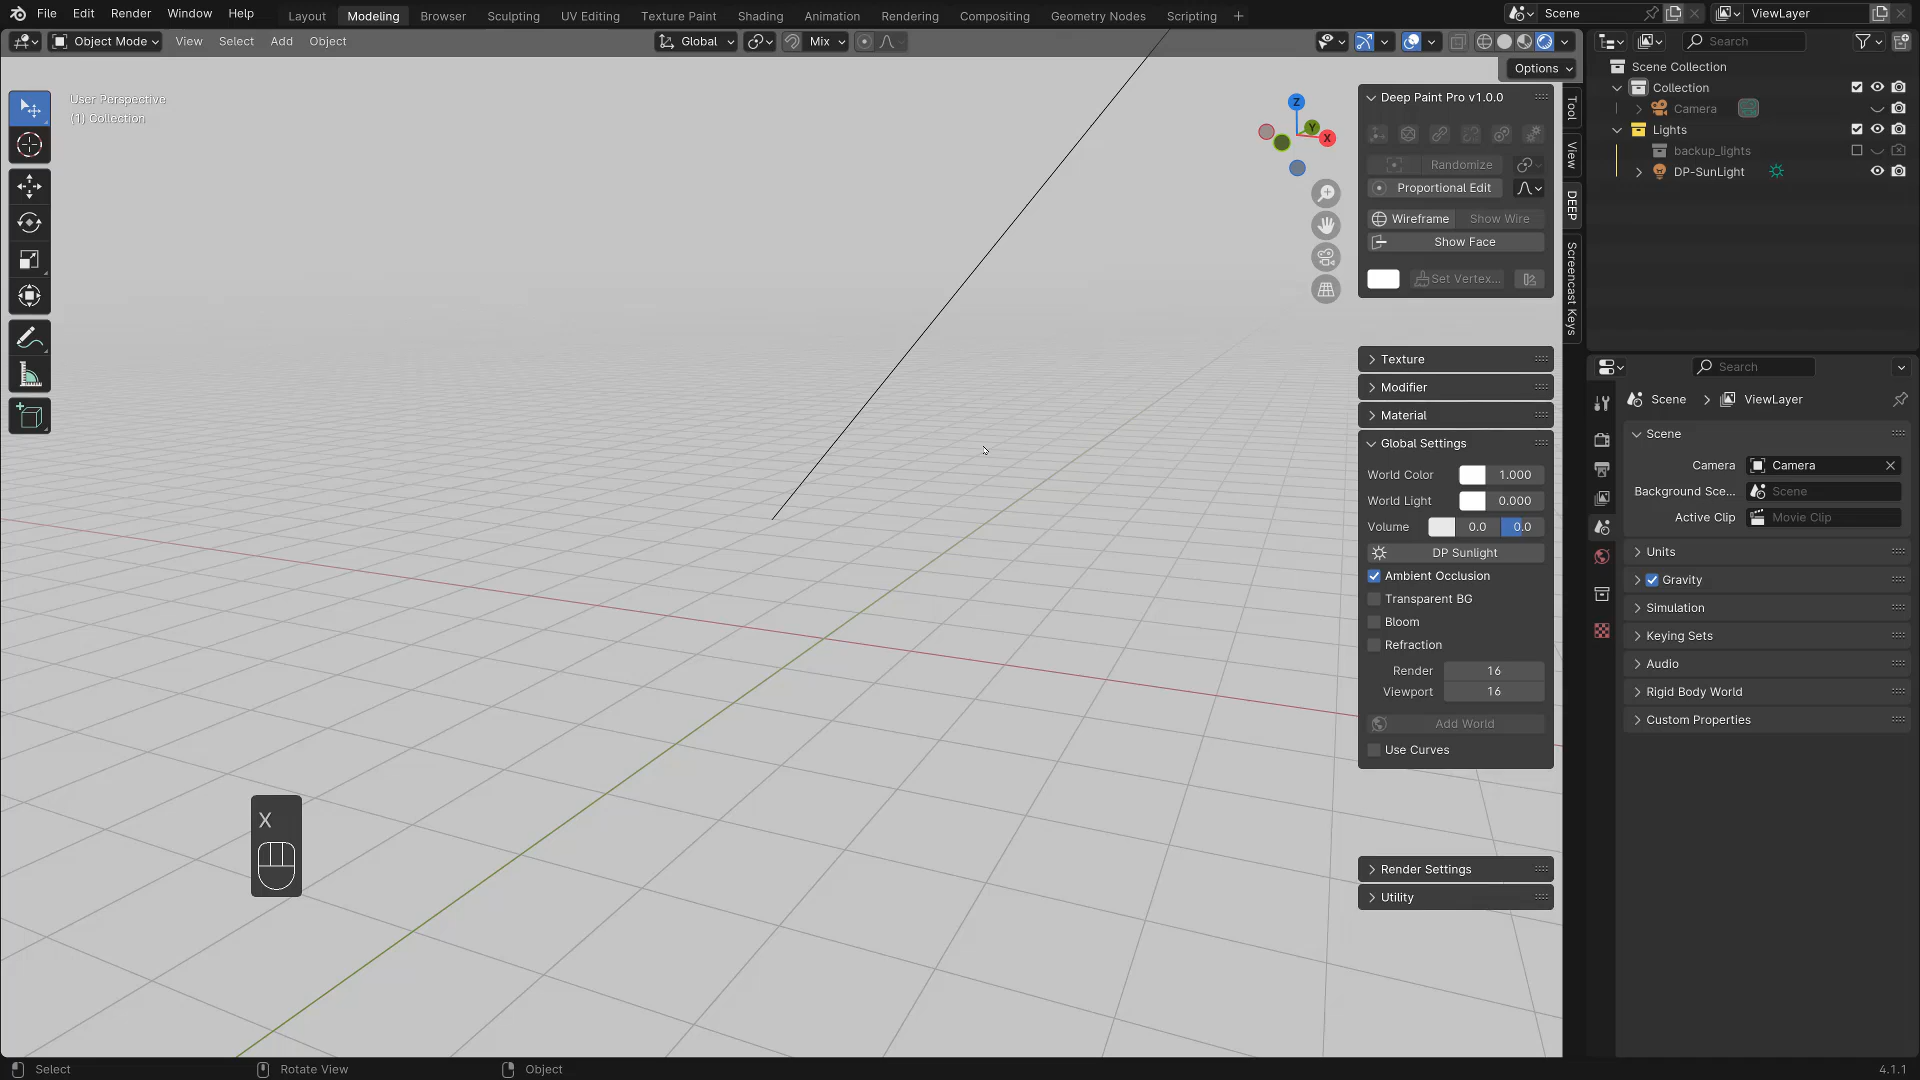 File Edit Render Window Help
Layout Modeling Browser Sculpting UV Editing Texture Paint Shading Animation Rendering Compositing Geometry Nodes Scripting +
Scene
ViewLayer
Object Mode View Select Add Object
Global
Mix
Search
Options
User Perspective
(1) Collection
Z
Y
X
Deep Paint Pro v1.0.0
Randomize
Proportional Edit
Wireframe Show Wire
Show Face
Set Vertex...
Texture
Modifier
Material
Global Settings
World Color 1.000
World Light 0.000
Volume 0.0 0.0
DP Sunlight
Ambient Occlusion
Transparent BG
Bloom
Refraction
Render 16
Viewport 16
Add World
Use Curves
Render Settings
Utility
Tool
View
DEEP
Screencast Keys
Scene Collection
Collection
Camera
Lights
backup_lights
DP-SunLight
Search
Scene > ViewLayer
Scene
Camera Camera
Background Sce... Scene
Active Clip Movie Clip
Units
Gravity
Simulation
Keying Sets
Audio
Rigid Body World
Custom Properties
X
Select
Rotate View
Object
4.1.1